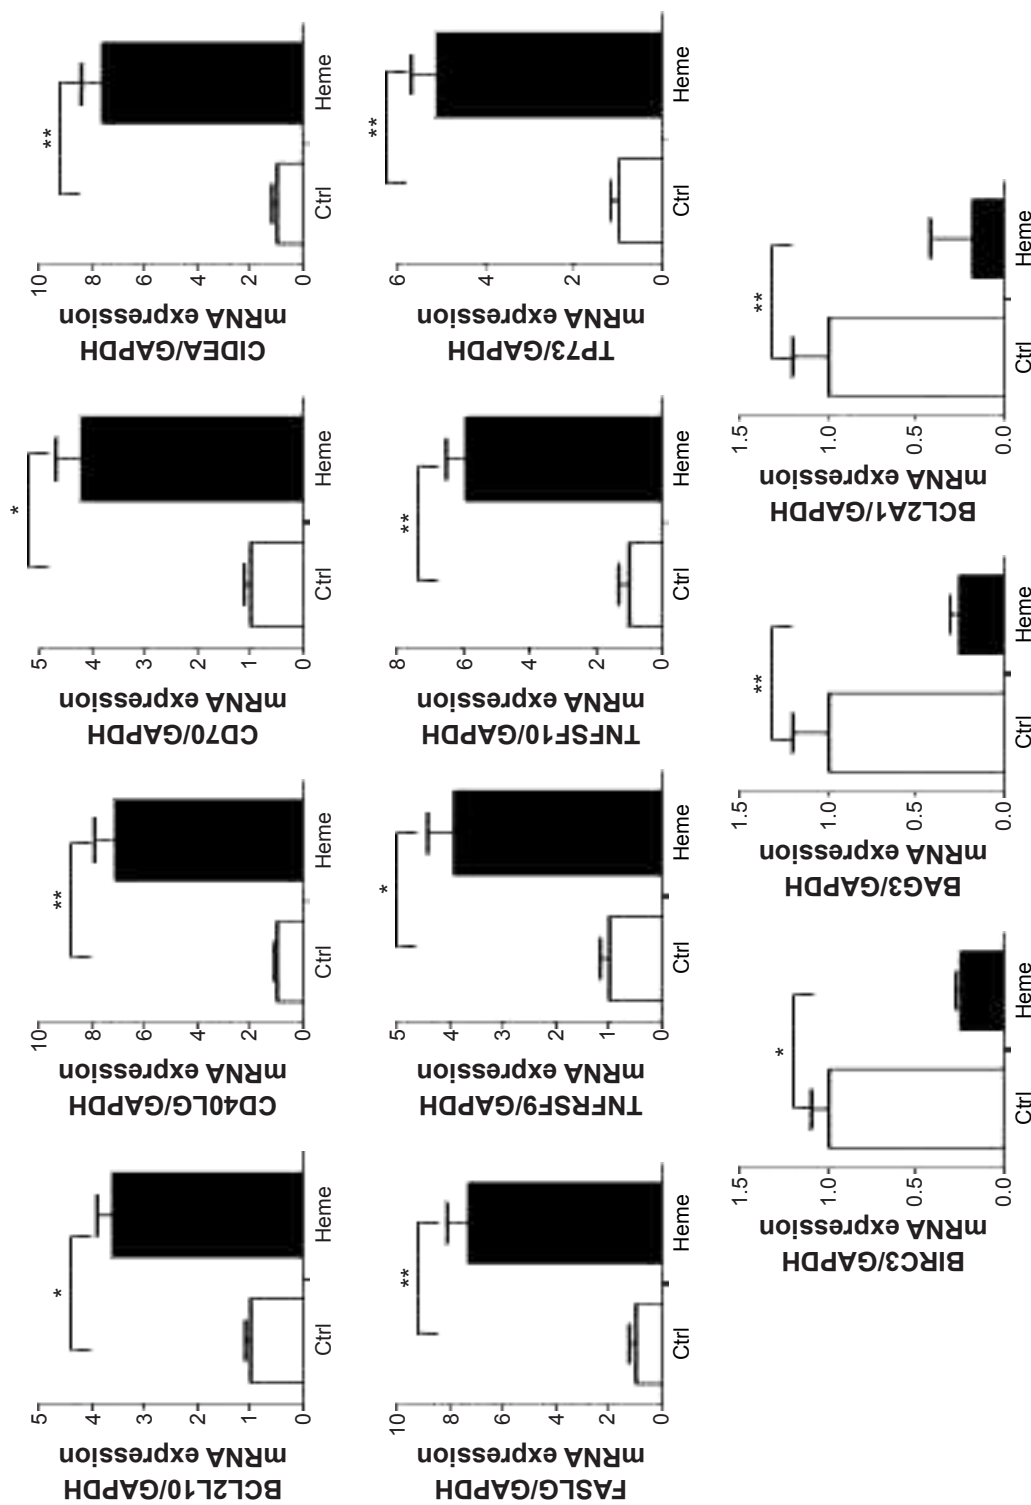 BCL2L10/GAPDH
mRNA expression
5
4
3
2
1
0
*
Ctrl
Heme
CD40LG/GAPDH
mRNA expression
10
8
6
4
2
0
**
Ctrl
Heme
CD70/GAPDH
mRNA expression
5
4
3
2
1
0
*
Ctrl
Heme
CIDEA/GAPDH
mRNA expression
10
8
6
4
2
0
**
Ctrl
Heme
FASLG/GAPDH
mRNA expression
10
8
6
4
2
0
**
Ctrl
Heme
TNFRSF9/GAPDH
mRNA expression
5
4
3
2
1
0
*
Ctrl
Heme
TNFSF10/GAPDH
mRNA expression
8
6
4
2
0
**
Ctrl
Heme
TP73/GAPDH
mRNA expression
6
4
2
0
**
Ctrl
Heme
BIRC3/GAPDH
mRNA expression
1.5
1.0
0.5
0.0
*
Ctrl
Heme
BAG3/GAPDH
mRNA expression
1.5
1.0
0.5
0.0
**
Ctrl
Heme
BCL2A1/GAPDH
mRNA expression
1.5
1.0
0.5
0.0
**
Ctrl
Heme